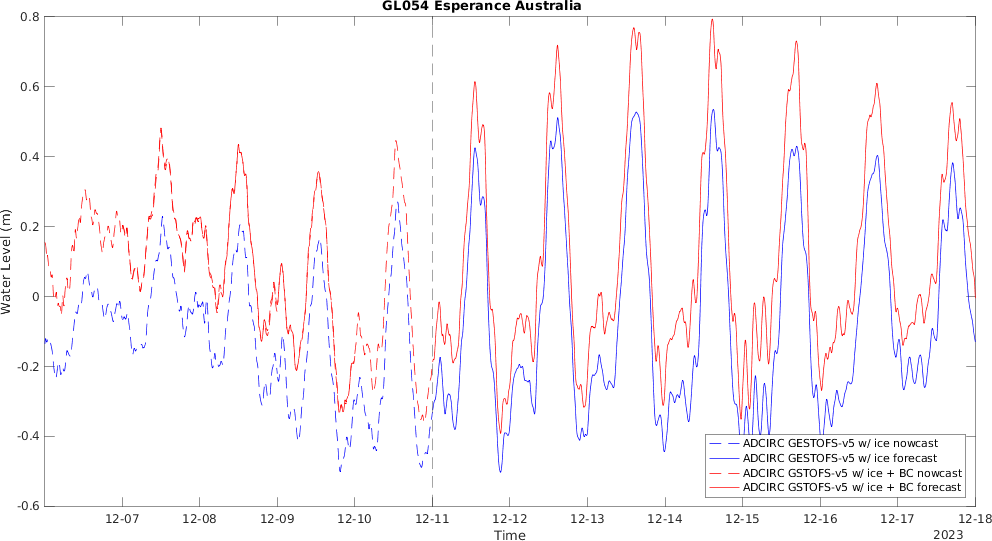 GL054 Esperance Australia
Water Level (m)
0.8
0.6
0.4
0.2
0
-0.2
-0.4
-0.6
ADCIRC GESTOFS-v5 w/ ice nowcast
ADCIRC GESTOFS-v5 w/ ice forecast
ADCIRC GSTOFS-v5 w/ ice + BC nowcast
ADCIRC GSTOFS-v5 w/ ice + BC forecast
12-07 12-08 12-09 12-10 12-11 12-12 12-13 12-14 12-15 12-16 12-17 12-18
Time
2023